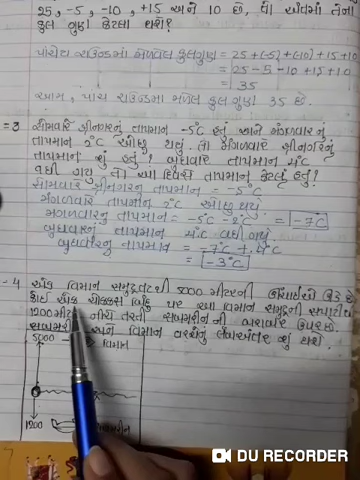 25, -5, -10, +15 અને 10 છે, તો અંતમાં તેના
કુલ ગુણ કેટલા થશે?
પાંચેય રાઉન્ડમાં મેળવેલ કુલગુણ = 25 + (-5) + (-10) + 15 + 10
= 25 - 5 - 10 + 15 + 10
= 35
આમ, પાંચ રાઉન્ડમાં મળેલ કુલ ગુણ 35 છે.
=3 સોમવારે શ્રીનગરનું તાપમાન -5°C હતું. અને મંગળવારનું
તાપમાન 2°C ઓછું થયું. તો મંગળવારે શ્રીનગરનું
તાપમાન શું હતું? બુધવારે તાપમાન 4°C
વધી ગયુ તો આ દિવસે તાપમાન કેટલું હતું?
સોમવારે શ્રીનગરનું તાપમાન = -5°C
મંગળવારે તાપમાન 2°C ઓછું થયું
મંગળવારનું તાપમાન = -5°C - 2°C = -7°C
બુધવારનું તાપમાન 4°C વધી ગયું
બુધવારનું તાપમાન = -7°C + 4°C
= -3°C
-4 એક વિમાન સમુદ્રતટથી 5000 મીટરની ઊંચાઈએ ઉડે છે.
કોઈ એક ચોક્કસ બિંદુ પર આ વિમાન સમુદ્રની સપાટીથી
1200 મીટર નીચે તરતી સબમરીનની બરાબર ઉપર છે.
સબમરીન અને વિમાન વચ્ચેનું લંબઅંતર શું થશે.
5000
વિમાન
1200
DU RECORDER